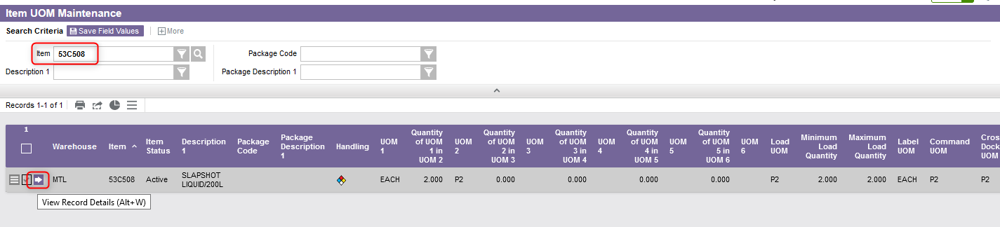 Item UOM Maintenance
Search Criteria Save Field Values More
Item 53C508 Package Code
Description 1 Package Description 1
Records 1-1 of 1
1
Warehouse Item Item Status Description 1 Package Code Package Description 1 Handling UOM 1 Quantity of UOM 1 in UOM 2 UOM 2 Quantity of UOM 2 in UOM 3 UOM 3 Quantity of UOM 3 in UOM 4 UOM 4 Quantity of UOM 4 in UOM 5 UOM 5 Quantity of UOM 5 in UOM 6 UOM 6 Load UOM Minimum Load Quantity Maximum Load Quantity Label UOM Command UOM Cros Dock UOM
MTL 53C508 Active SLAPSHOT LIQUID/200L EACH 2.000 P2 0.000 0.000 0.000 0.000 P2 2.000 2.000 EACH P2 P2
View Record Details (Alt+W)